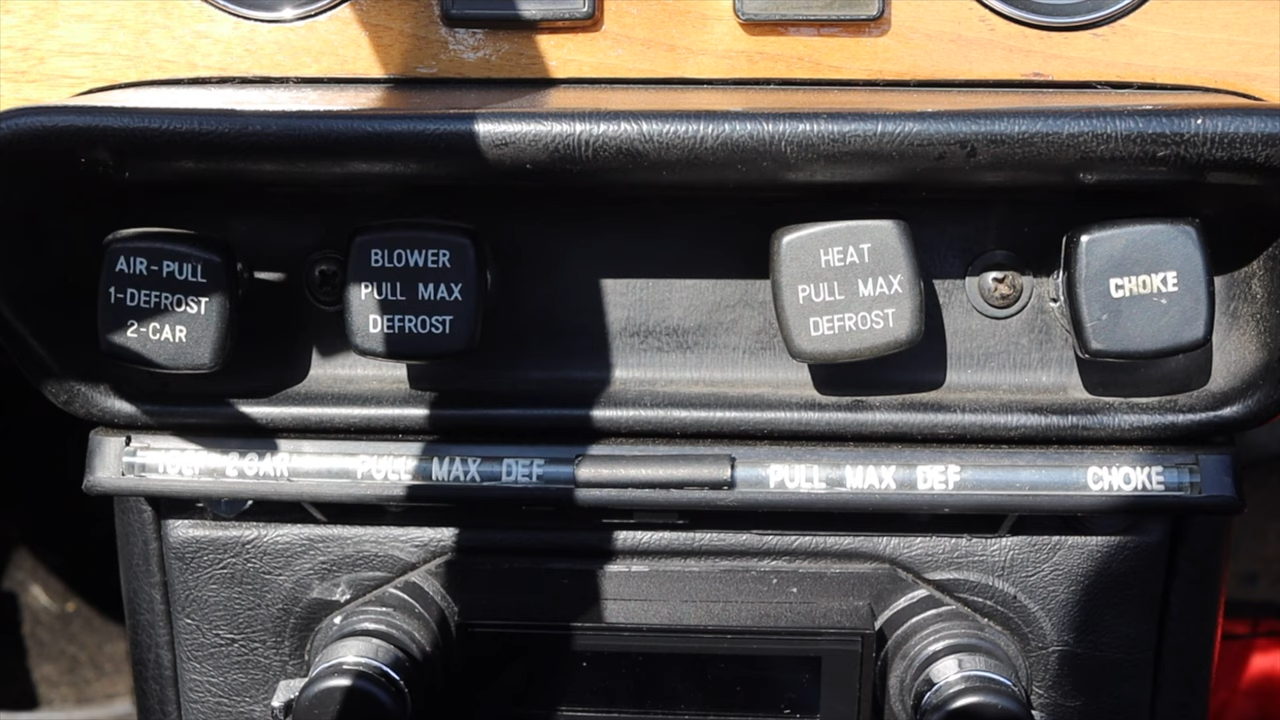 AIR-PULL
1-DEFROST
2-CAR
BLOWER
PULL MAX
DEFROST
HEAT
PULL MAX
DEFROST
CHOKE
2 CAR PULL MAX DEF PULL MAX DEF CHOKE